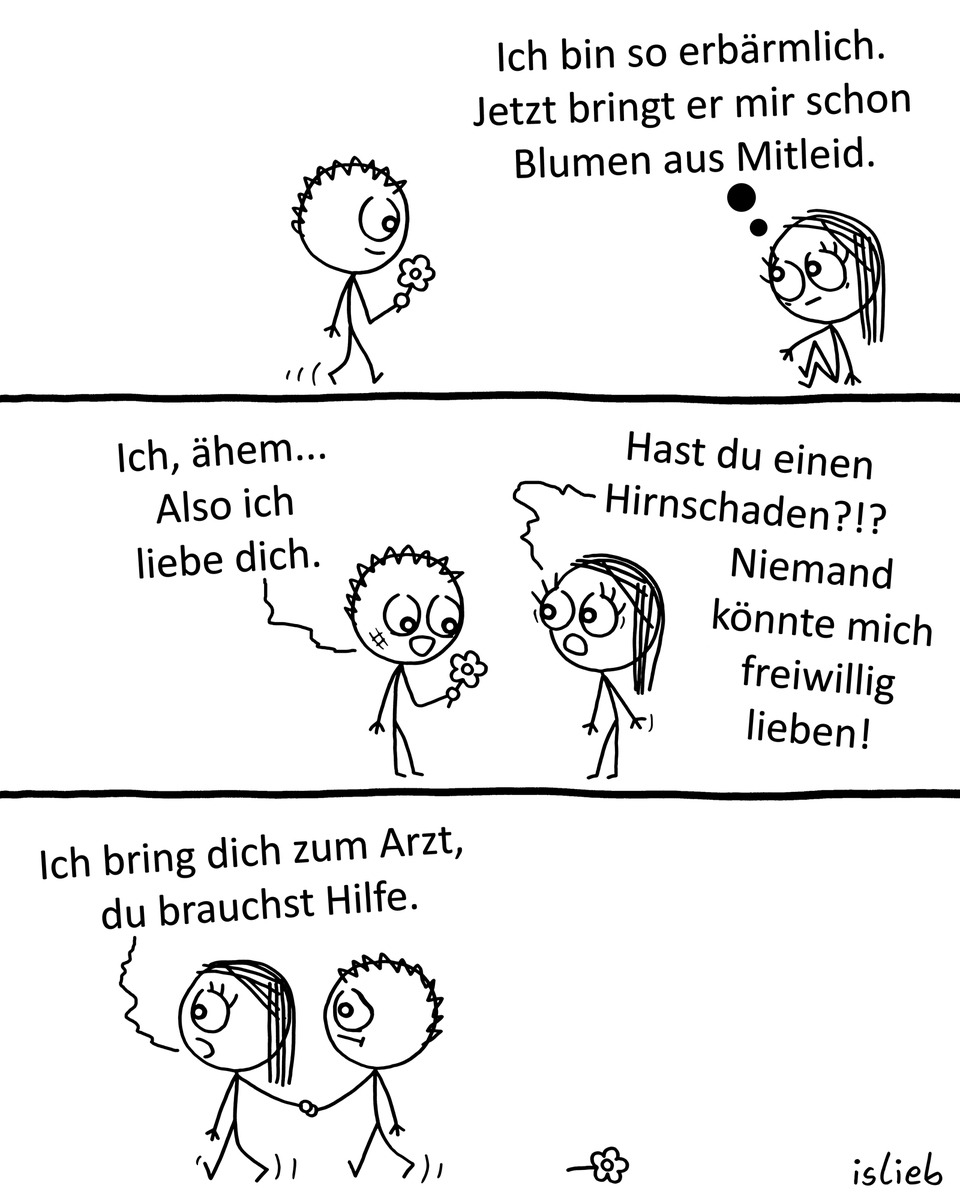 Ich bin so erbärmlich.
Jetzt bringt er mir schon
Blumen aus Mitleid.
Ich, ähem...
Also ich
liebe dich.
Hast du einen
Hirnschaden?!?
Niemand
könnte mich
freiwillig
lieben!
Ich bring dich zum Arzt,
du brauchst Hilfe.
islieb